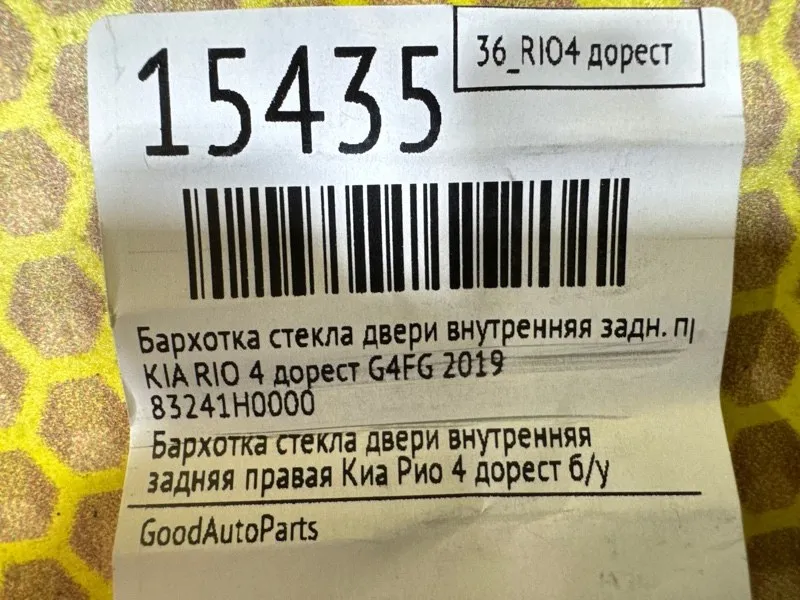 15435
36_RIO4 дорест
Бархотка стекла двери внутренняя задн. п
KIA RIO 4 дорест G4FG 2019
83241H0000
Бархотка стекла двери внутренняя
задняя правая Киа Рио 4 дорест б/у
GoodAutoParts